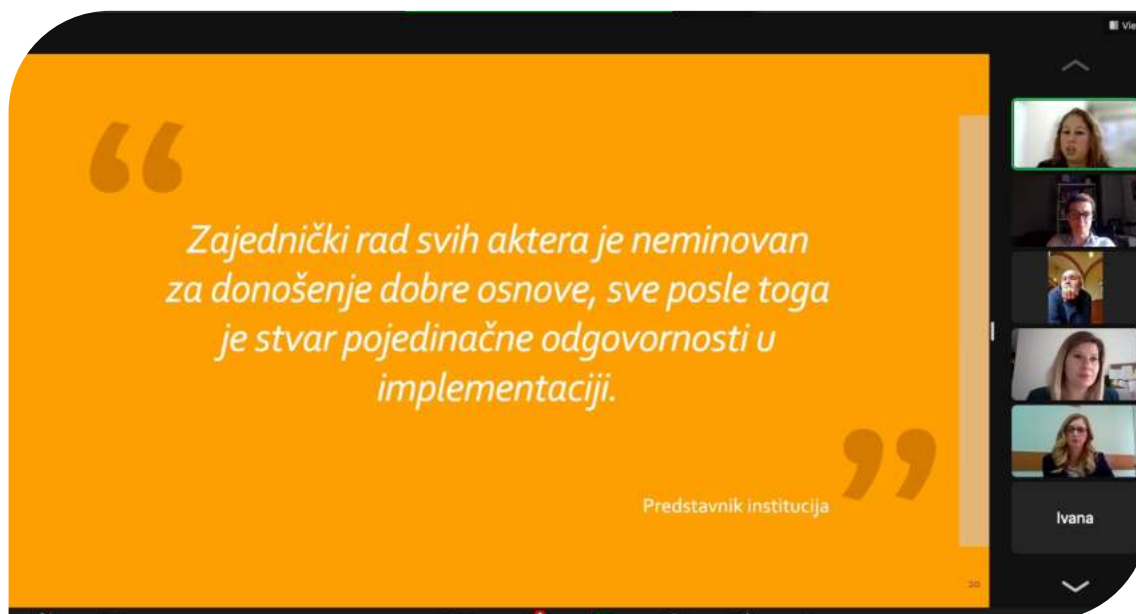 Vie
“
Zajednički rad svih aktera je neminovan
za donošenje dobre osnove, sve posle toga
je stvar pojedinačne odgovornosti u
implementaciji.
”
Predstavnik institucija
Ivana